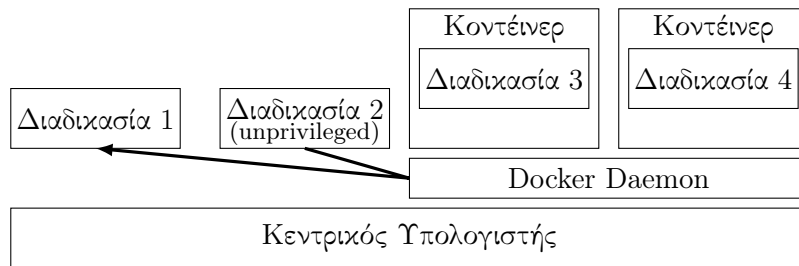 Κοντέινερ
Κοντέινερ
Διαδικασία 3
Διαδικασία 4
Διαδικασία 1
Διαδικασία 2
(unprivileged)
Docker Daemon
Κεντρικός Υπολογιστής